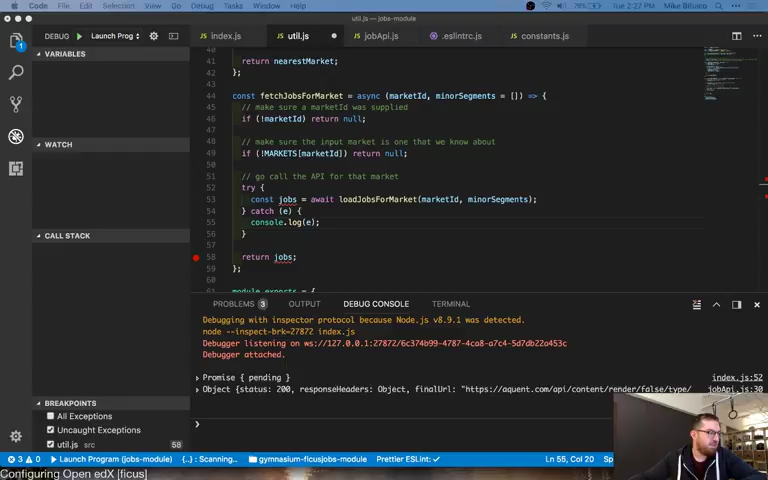 Code File Edit Selection View Go Debug Tasks Window Help 78% Tue 2:27 PM Mike Bifulco
util.js — jobs-module
DEBUG Launch Prog index.js util.js jobApi.js .eslintrc.js constants.js
1
VARIABLES
WATCH
CALL STACK
BREAKPOINTS
All Exceptions
Uncaught Exceptions
util.js src 58
40
41 return nearestMarket;
42 };
43
44 const fetchJobsForMarket = async (marketId, minorSegments = []) => {
45 // make sure a marketId was supplied
46 if (!marketId) return null;
47
48 // make sure the input market is one that we know about
49 if (!MARKETS[marketId]) return null;
50
51 // go call the API for that market
52 try {
53 const jobs = await loadJobsForMarket(marketId, minorSegments);
54 } catch (e) {
55 console.log(e);
56 }
57
58 return jobs;
59 };
60
61 module.exports = {
PROBLEMS 3 OUTPUT DEBUG CONSOLE TERMINAL
Debugging with inspector protocol because Node.js v8.9.1 was detected.
node --inspect-brk=27872 index.js
Debugger listening on ws://127.0.0.1:27872/6c374b99-4787-4ca8-a7c4-5d7db22a453c
Debugger attached.
Promise { pending } index.js:52
Object {status: 200, responseHeaders: Object, finalUrl: "https://aquent.com/api/content/render/false/type/ jobApi.js:30
3 0 Launch Program (jobs-module) {..} : Scanning... gymnasium-ficusjobs-module Prettier ESLint: ✓ Ln 55, Col 20
Configuring Open edX [ficus]